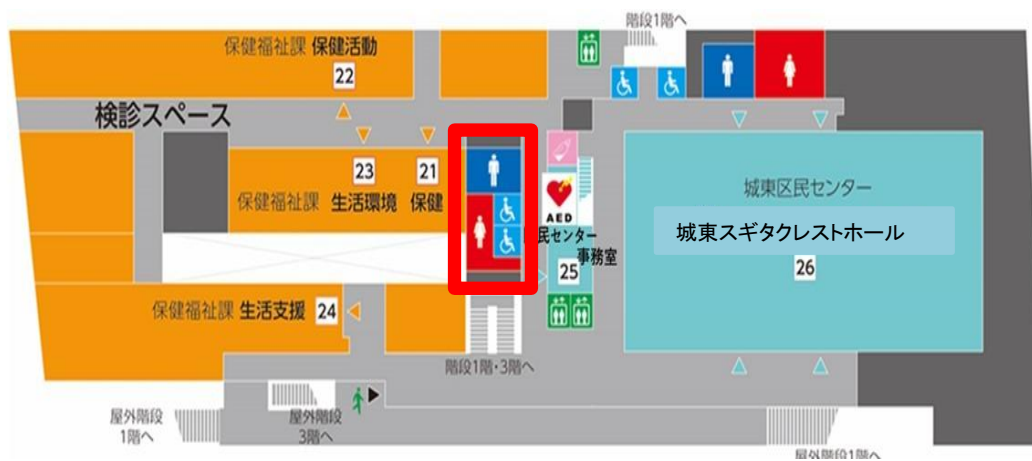 階段1階へ
保健福祉課 保健活動
22
検診スペース
23
21
保健福祉課 生活環境 保健
AED
民センター
事務室
25
城東区民センター
城東スギタクレストホール
26
保健福祉課 生活支援 24
階段1階・3階へ
屋外階段
1階へ
屋外階段
3階へ
屋外階段1階へ